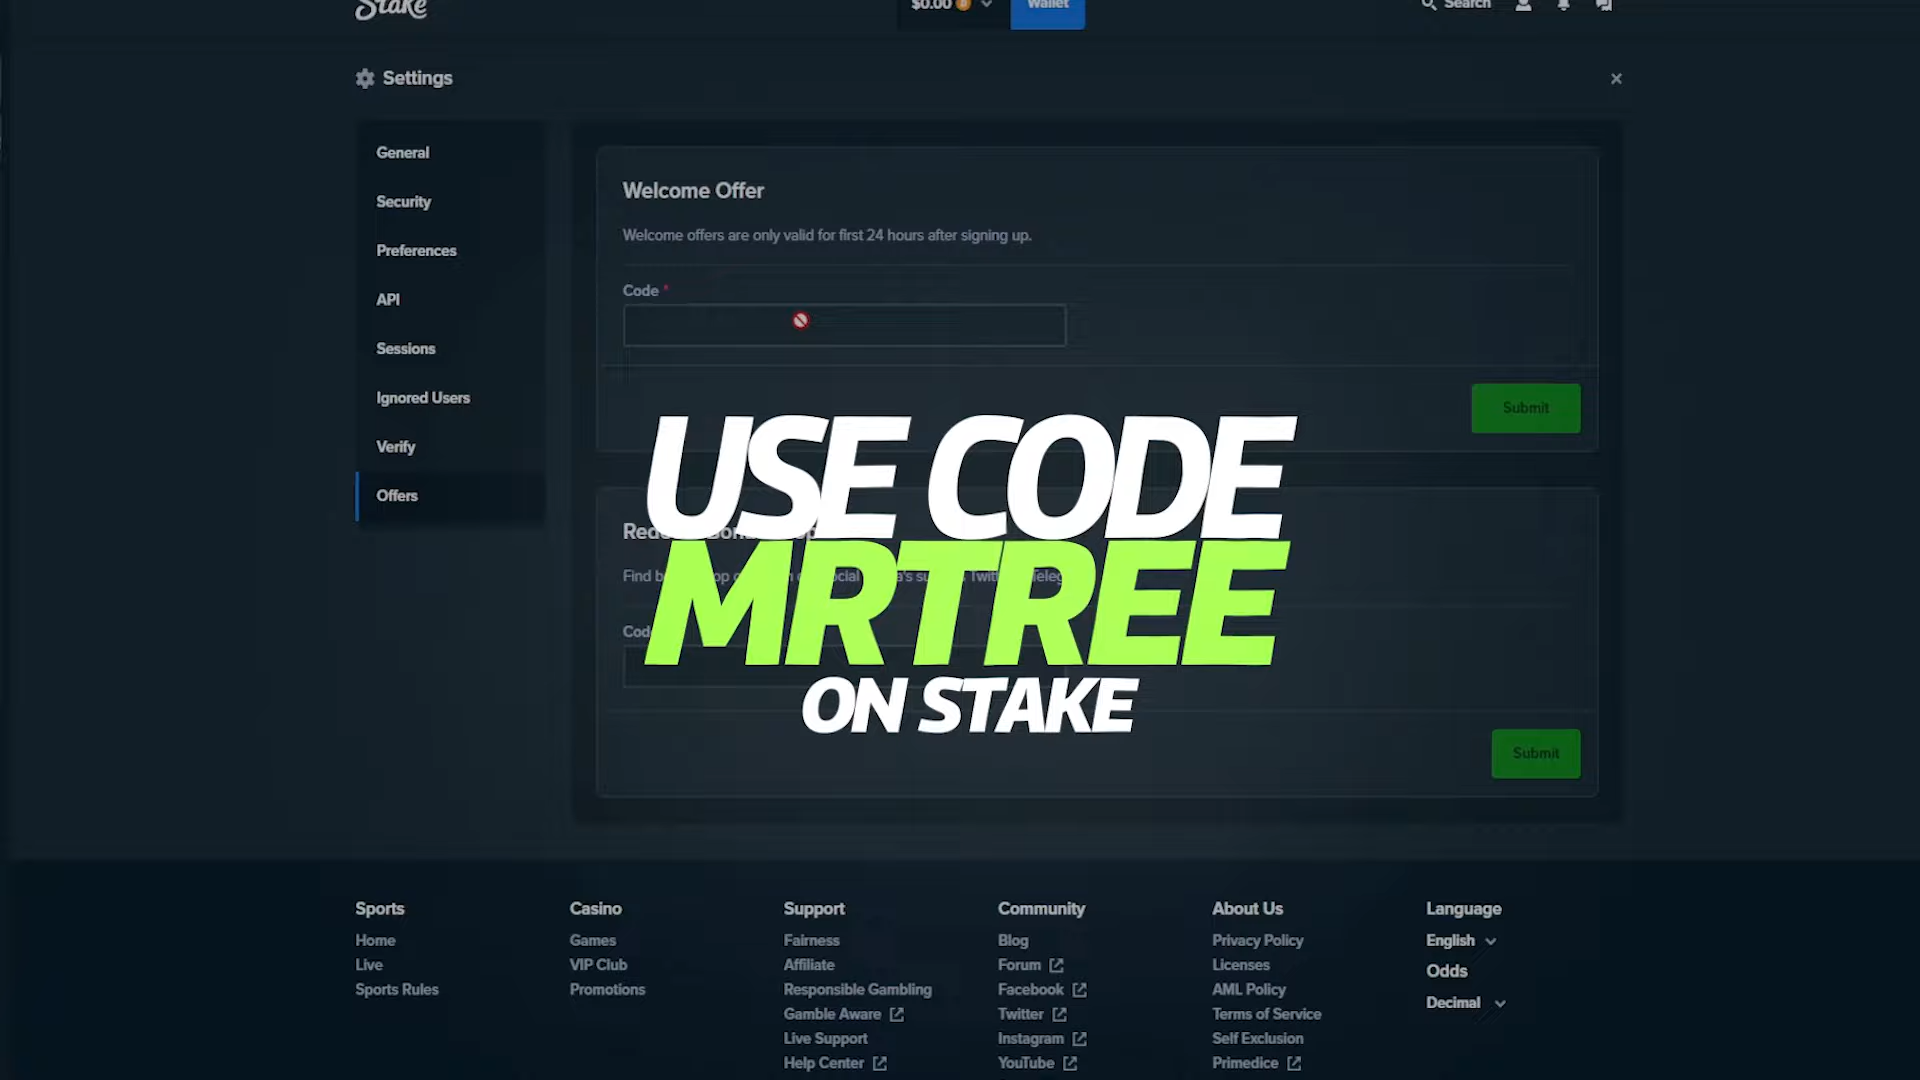 Stake
$0.00
Wallet
Search
Settings
General
Security
Preferences
API
Sessions
Ignored Users
Verify
Offers
Welcome Offer
Welcome offers are only valid for first 24 hours after signing up.
Code *
Submit
USE CODE
MRTREE
ON STAKE
Find
Submit
Sports
Home
Live
Sports Rules
Casino
Games
VIP Club
Promotions
Support
Fairness
Affiliate
Responsible Gambling
Gamble Aware
Live Support
Help Center
Community
Blog
Forum
Facebook
Twitter
Instagram
YouTube
About Us
Privacy Policy
Licenses
AML Policy
Terms of Service
Self Exclusion
Primedice
Language
English
Odds
Decimal